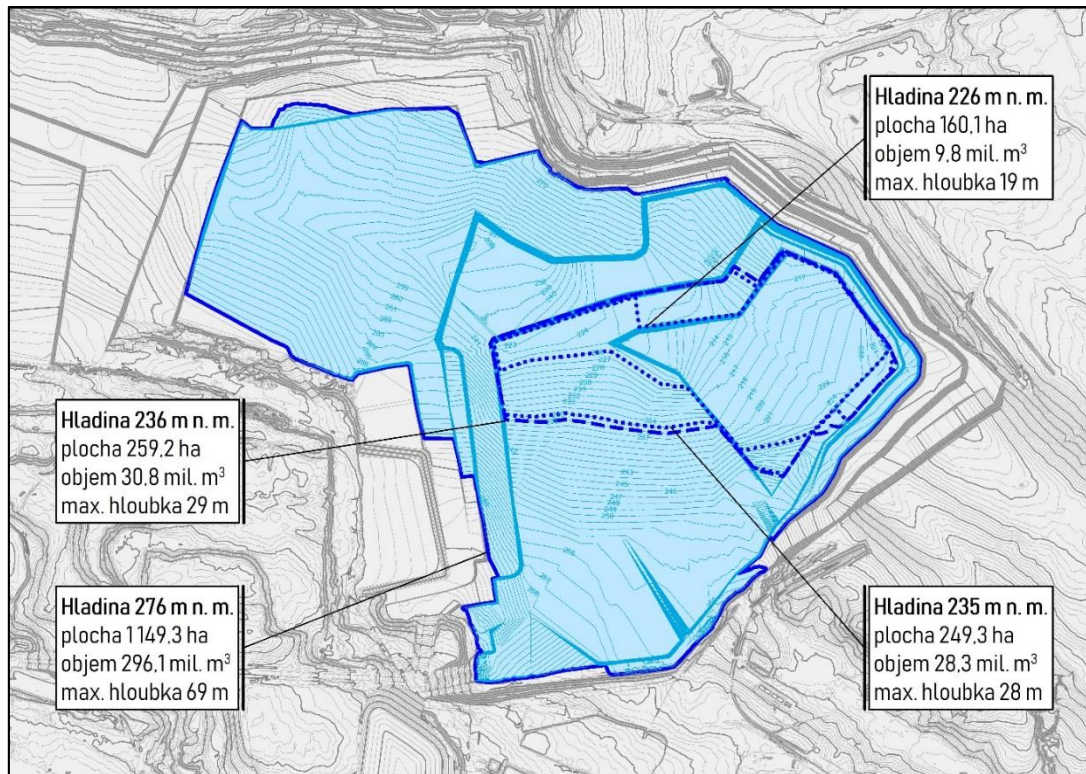 Hladina 226 m n. m.
plocha 160,1 ha
objem 9,8 mil. m³
max. hloubka 19 m
Hladina 236 m n. m.
plocha 259,2 ha
objem 30,8 mil. m³
max. hloubka 29 m
Hladina 276 m n. m.
plocha 1 149,3 ha
objem 296,1 mil. m³
max. hloubka 69 m
Hladina 235 m n. m.
plocha 249,3 ha
objem 28,3 mil. m³
max. hloubka 28 m